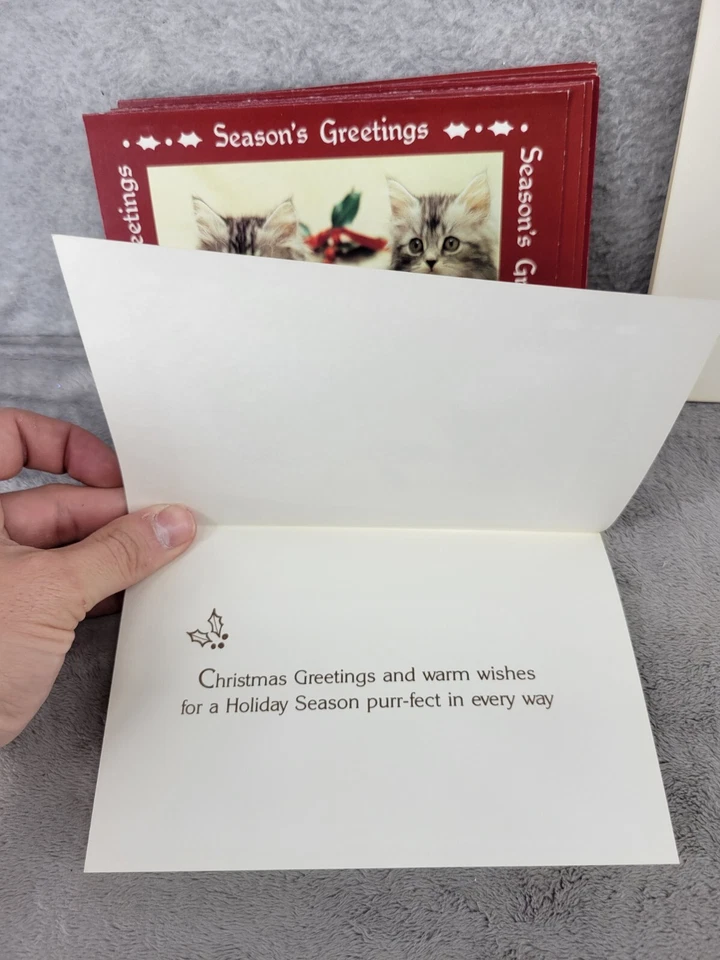 Season's Greetings
eetings
Season's G
Christmas Greetings and warm wishes
for a Holiday Season purr-fect in every way